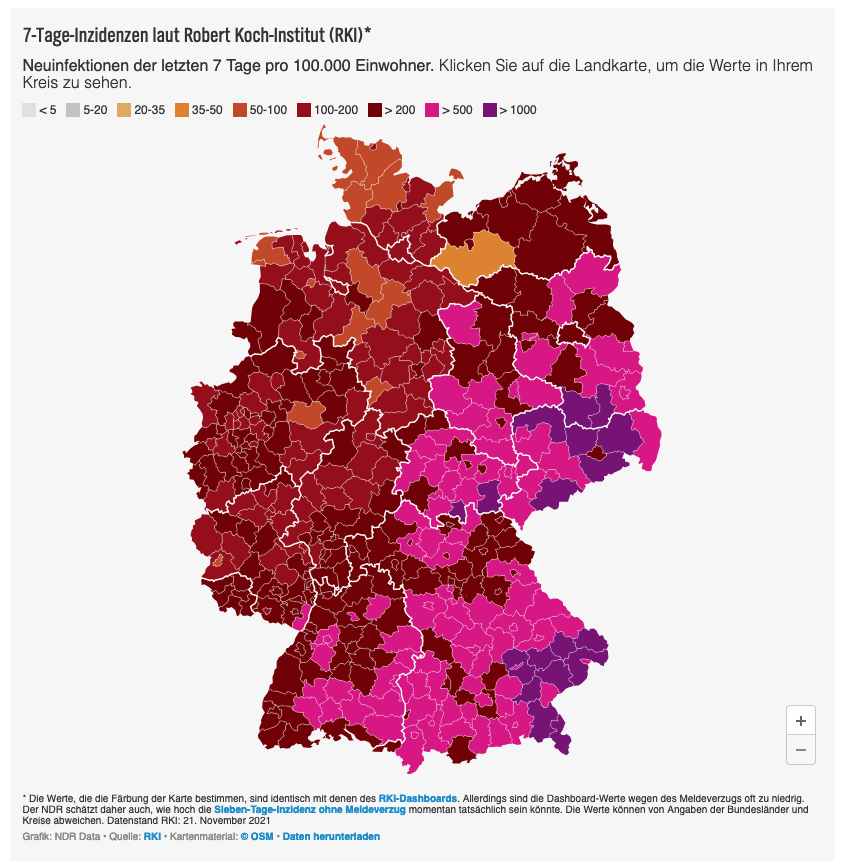 7-Tage-Inzidenzen laut Robert Koch-Institut (RKI)*
Neuinfektionen der letzten 7 Tage pro 100.000 Einwohner. Klicken Sie auf die Landkarte, um die Werte in Ihrem
Kreis zu sehen.
< 5 5-20 20-35 35-50 50-100 100-200 > 200 > 500 > 1000
+
−
* Die Werte, die die Färbung der Karte bestimmen, sind identisch mit denen des RKI-Dashboards. Allerdings sind die Dashboard-Werte wegen des Meldeverzugs oft zu niedrig.
Der NDR schätzt daher auch, wie hoch die Sieben-Tage-Inzidenz ohne Meldeverzug momentan tatsächlich sein könnte. Die Werte können von Angaben der Bundesländer und
Kreise abweichen. Datenstand RKI: 21. November 2021
Grafik: NDR Data • Quelle: RKI • Kartenmaterial: © OSM • Daten herunterladen